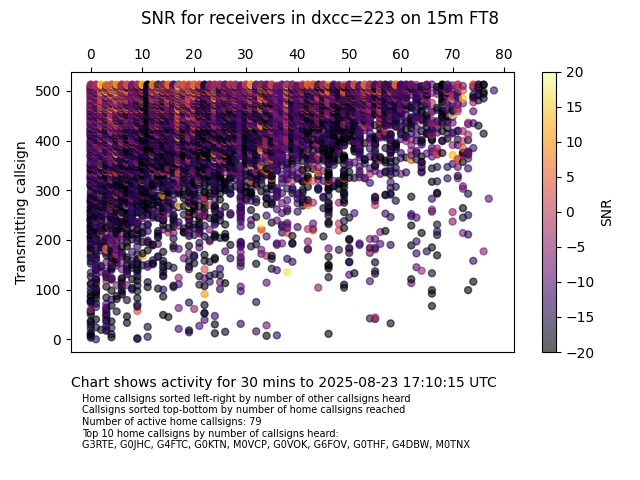 SNR for receivers in dxcc=223 on 15m FT8
0 10 20 30 40 50 60 70 80
500
400
300
200
100
0
Transmitting callsign
20
15
10
5
0
−5
−10
−15
−20
SNR
Chart shows activity for 30 mins to 2025-08-23 17:10:15 UTC
Home callsigns sorted left-right by number of other callsigns heard
Callsigns sorted top-bottom by number of home callsigns reached
Number of active home callsigns: 79
Top 10 home callsigns by number of callsigns heard:
G3RTE, G0JHC, G4FTC, G0KTN, M0VCP, G0VOK, G6FOV, G0THF, G4DBW, M0TNX